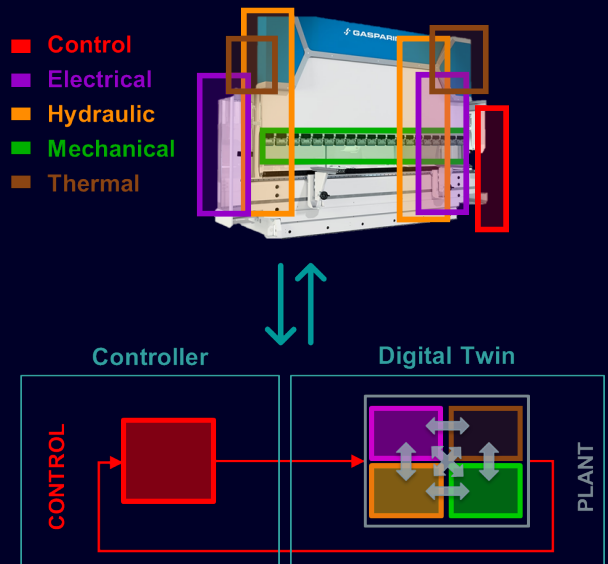 Control
Electrical
Hydraulic
Mechanical
Thermal
GASPARINI
Controller
Digital Twin
CONTROL
PLANT